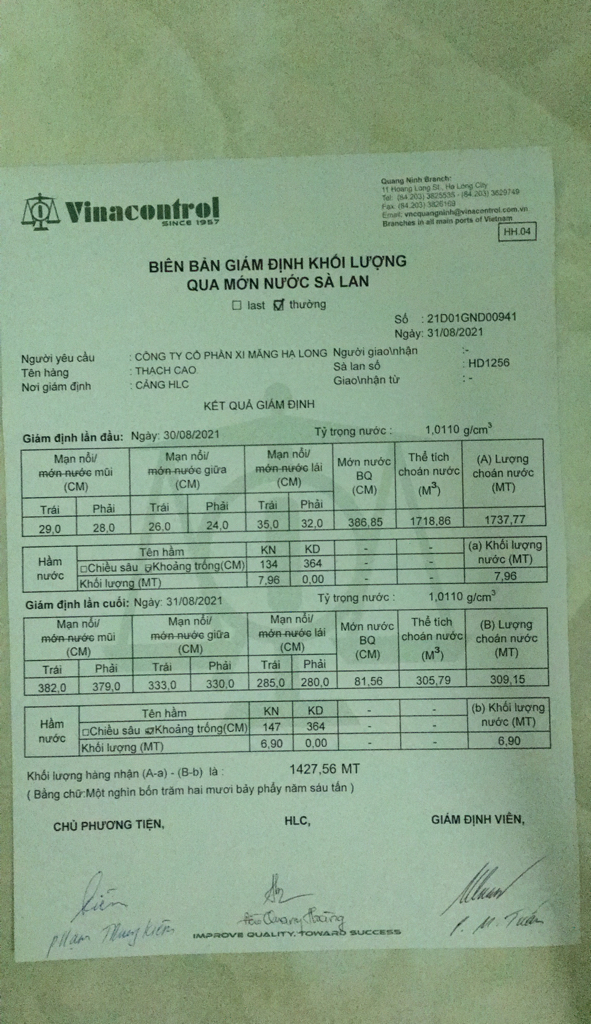 Vinacontrol
SINCE 1957
Quang Ninh Branch:
11 Hoang Long St., Ha Long City
Tel: (84.203) 3825535 - (84.203) 3829749
Fax: (84.203) 3826169
Email: vncquangninh@vinacontrol.com.vn
Branches in all main ports of Vietnam
HH.04
BIÊN BẢN GIÁM ĐỊNH KHỐI LƯỢNG
QUA MỚN NƯỚC SÀ LAN
☐ last ☑ thường
Số : 21D01GND00941
Ngày: 31/08/2021
Người yêu cầu : CÔNG TY CỔ PHẦN XI MĂNG HẠ LONG Người giao\nhận :-
Tên hàng : THẠCH CAO Sà lan số : HD1256
Nơi giám định : CẢNG HLC Giao\nhận từ : -
KẾT QUẢ GIÁM ĐỊNH
Giám định lần đầu: Ngày: 30/08/2021 Tỷ trọng nước : 1,0110 g/cm3
Mạn nổi/ Mạn nổi/ Mạn nổi/ Mớn nước Thể tích (A) Lượng
mớn nước mũi mớn nước giữa mớn nước lái BQ choán nước choán nước
(CM) (CM) (CM) (CM) (M3) (MT)
Trái Phải Trái Phải Trái Phải
29,0 28,0 26,0 24,0 35,0 32,0 386,85 1718,86 1737,77
Hầm nước Tên hầm KN KD - - (a) Khối lượng nước (MT)
☐Chiều sâu ☑Khoảng trống(CM) 134 364 - -
Khối lượng (MT) 7,96 0,00 - - 7,96
Giám định lần cuối: Ngày: 31/08/2021 Tỷ trọng nước : 1,0110 g/cm3
Mạn nổi/ Mạn nổi/ Mạn nổi/ Mớn nước Thể tích (B) Lượng
mớn nước mũi mớn nước giữa mớn nước lái BQ choán nước choán nước
(CM) (CM) (CM) (CM) (M3) (MT)
Trái Phải Trái Phải Trái Phải
382,0 379,0 333,0 330,0 285,0 280,0 81,56 305,79 309,15
Hầm nước Tên hầm KN KD - - (b) Khối lượng nước (MT)
☐Chiều sâu ☑Khoảng trống(CM) 147 364 - -
Khối lượng (MT) 6,90 0,00 - - 6,90
Khối lượng hàng nhận (A-a) - (B-b) là : 1427,56 MT
( Bằng chữ:Một nghìn bốn trăm hai mươi bảy phẩy năm sáu tấn )
CHỦ PHƯƠNG TIỆN, HLC, GIÁM ĐỊNH VIÊN,
Kiên
Phạm Trung Kiên Quang Hoàng P. M. Tuấn
IMPROVE QUALITY, TOWARD SUCCESS